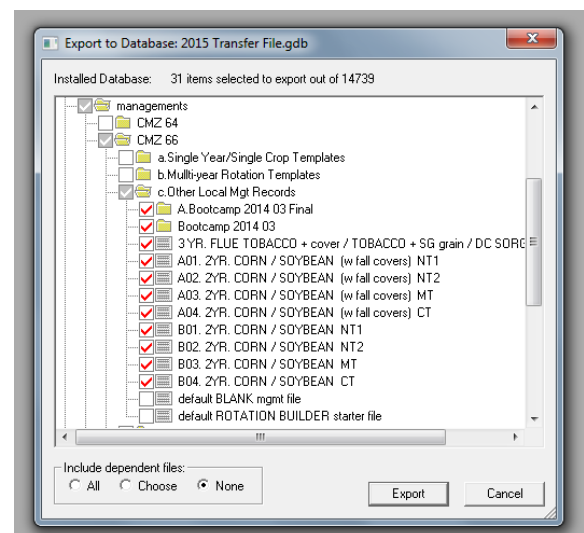 Export to Database: 2015 Transfer File.gdb
Installed Database: 31 items selected to export out of 14739
managements
CMZ 64
CMZ 66
a.Single Year/Single Crop Templates
b.Mullti-year Rotation Templates
c.Other Local Mgt Records
A.Bootcamp 2014 03 Final
Bootcamp 2014 03
3 YR. FLUE TOBACCO + cover / TOBACCO + SG grain / DC SORG
A01. 2YR. CORN / SOYBEAN (w fall covers) NT1
A02. 2YR. CORN / SOYBEAN (w fall covers) NT2
A03. 2YR. CORN / SOYBEAN (w fall covers) MT
A04. 2YR. CORN / SOYBEAN (w fall covers) CT
B01. 2YR. CORN / SOYBEAN NT1
B02. 2YR. CORN / SOYBEAN NT2
B03. 2YR. CORN / SOYBEAN MT
B04. 2YR. CORN / SOYBEAN CT
default BLANK mgmt file
default ROTATION BUILDER starter file
Include dependent files:
All Choose None
Export Cancel